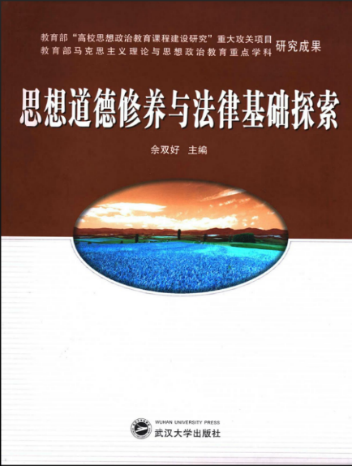 教育部“高校思想政治教育课程建设研究”重大攻关项目
教育部马克思主义理论与思想政治教育重点学科
研究成果
思想道德修养与法律基础探索
佘双好 主编
WUHAN UNIVERSITY PRESS
武汉大学出版社